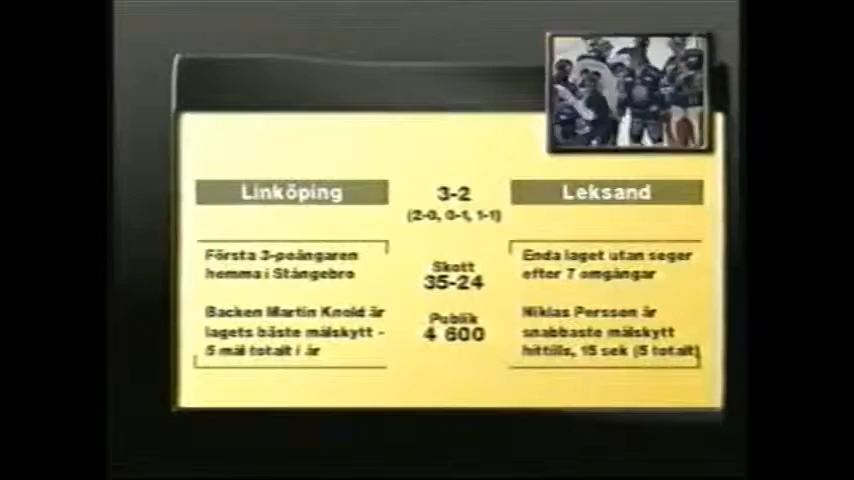 Linköping
3-2
Leksand
(2-0, 0-1, 1-1)
Första 3-poängaren
hemma i Stångebro
Skott
35-24
Enda laget utan seger
efter 7 omgångar
Backen Martin Knold är
lagets bäste målskytt -
5 mål totalt i år
Publik
4 600
Niklas Persson är
snabbaste målskytt
hittills, 15 sek (5 totalt)